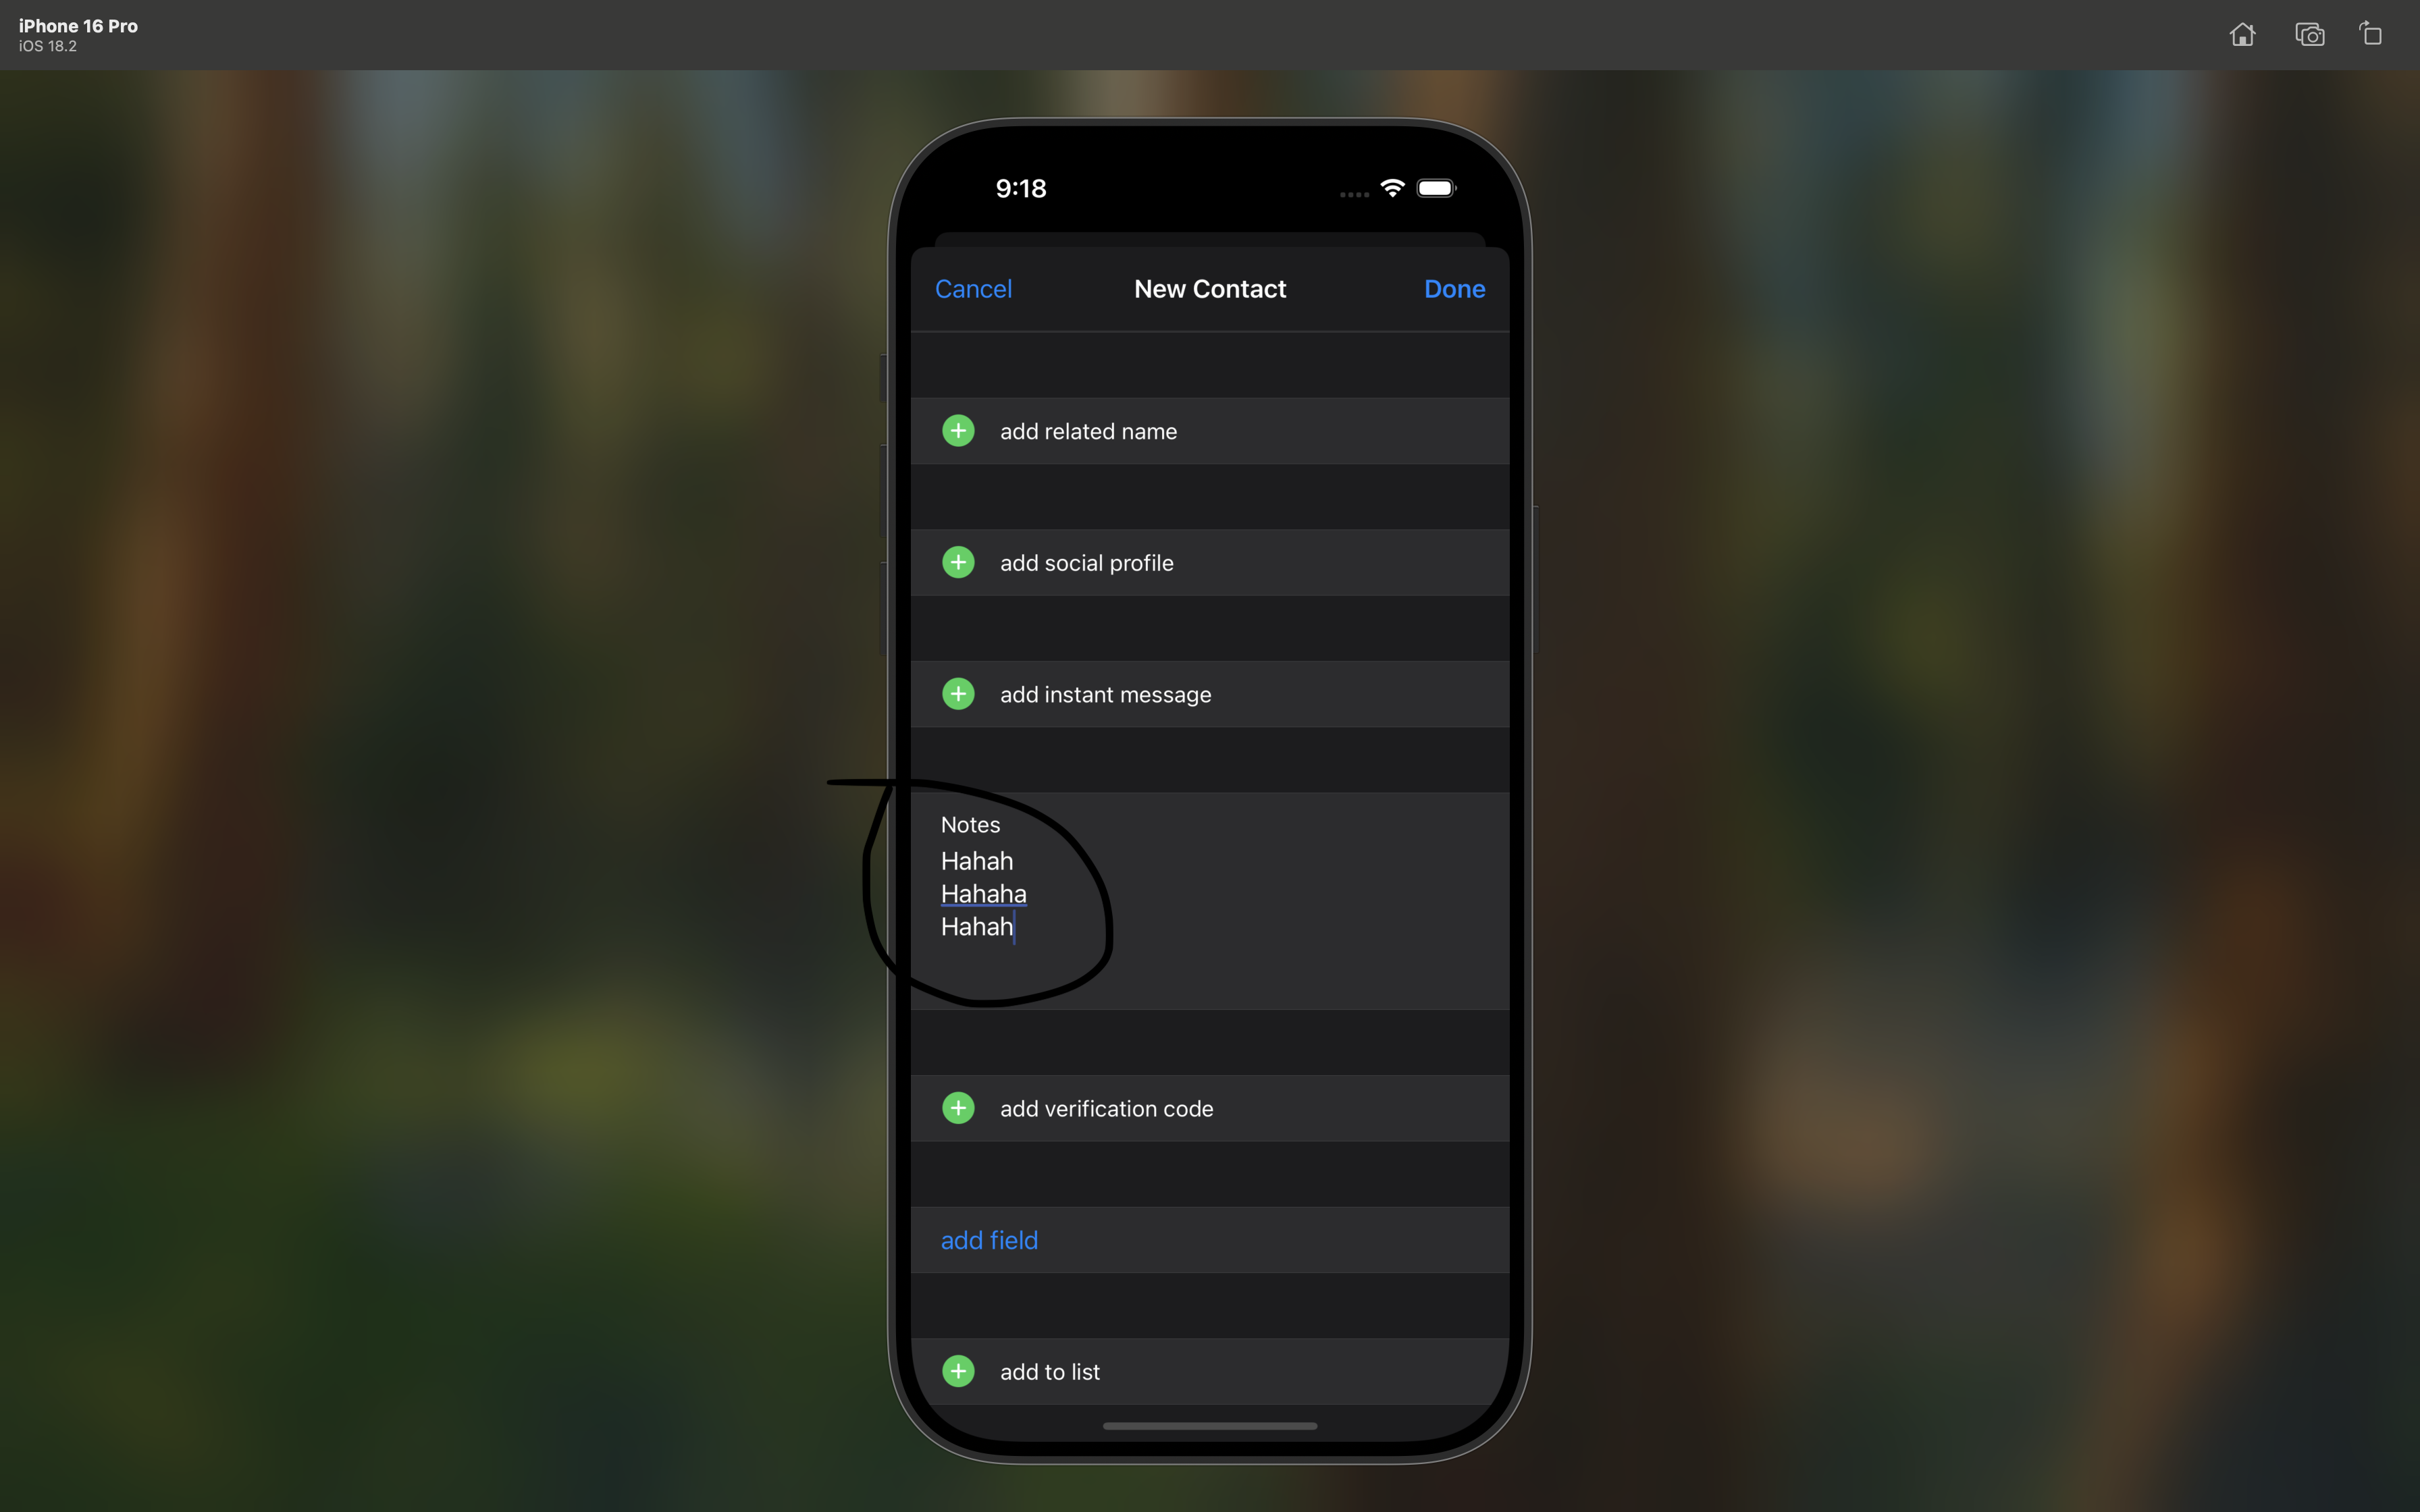 iPhone 16 Pro
iOS 18.2
9:18
Cancel New Contact Done
add related name
add social profile
add instant message
Notes
Hahah
Hahaha
Hahah
add verification code
add field
add to list